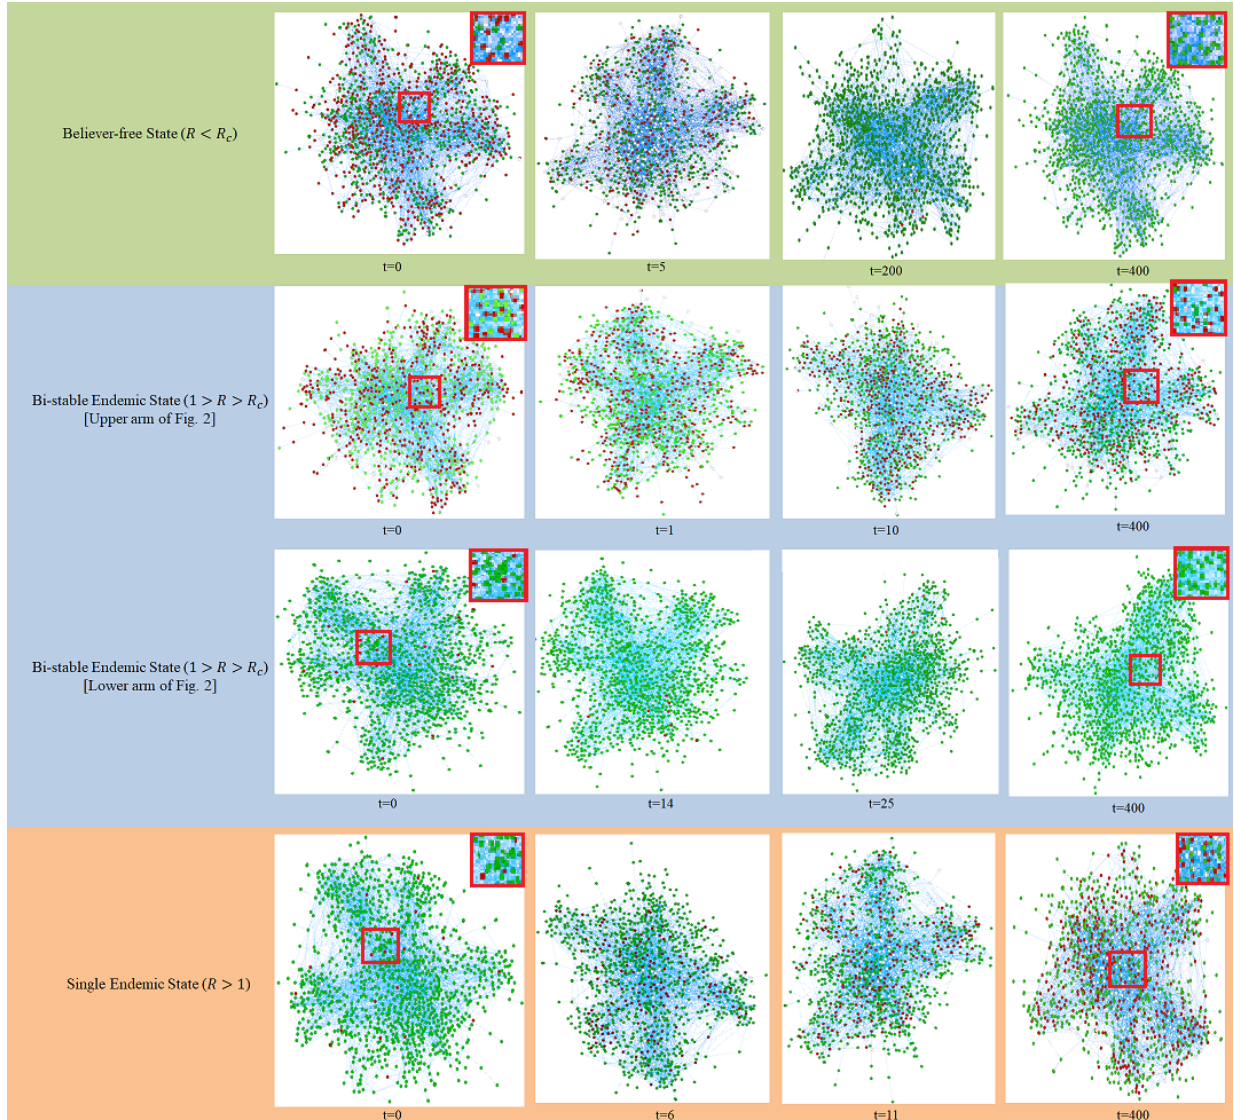 Believer-free State (R < R_c)
t=0
t=5
t=200
t=400
Bi-stable Endemic State (1 > R > R_c)
[Upper arm of Fig. 2]
t=0
t=1
t=10
t=400
Bi-stable Endemic State (1 > R > R_c)
[Lower arm of Fig. 2]
t=0
t=14
t=25
t=400
Single Endemic State (R > 1)
t=0
t=6
t=11
t=400